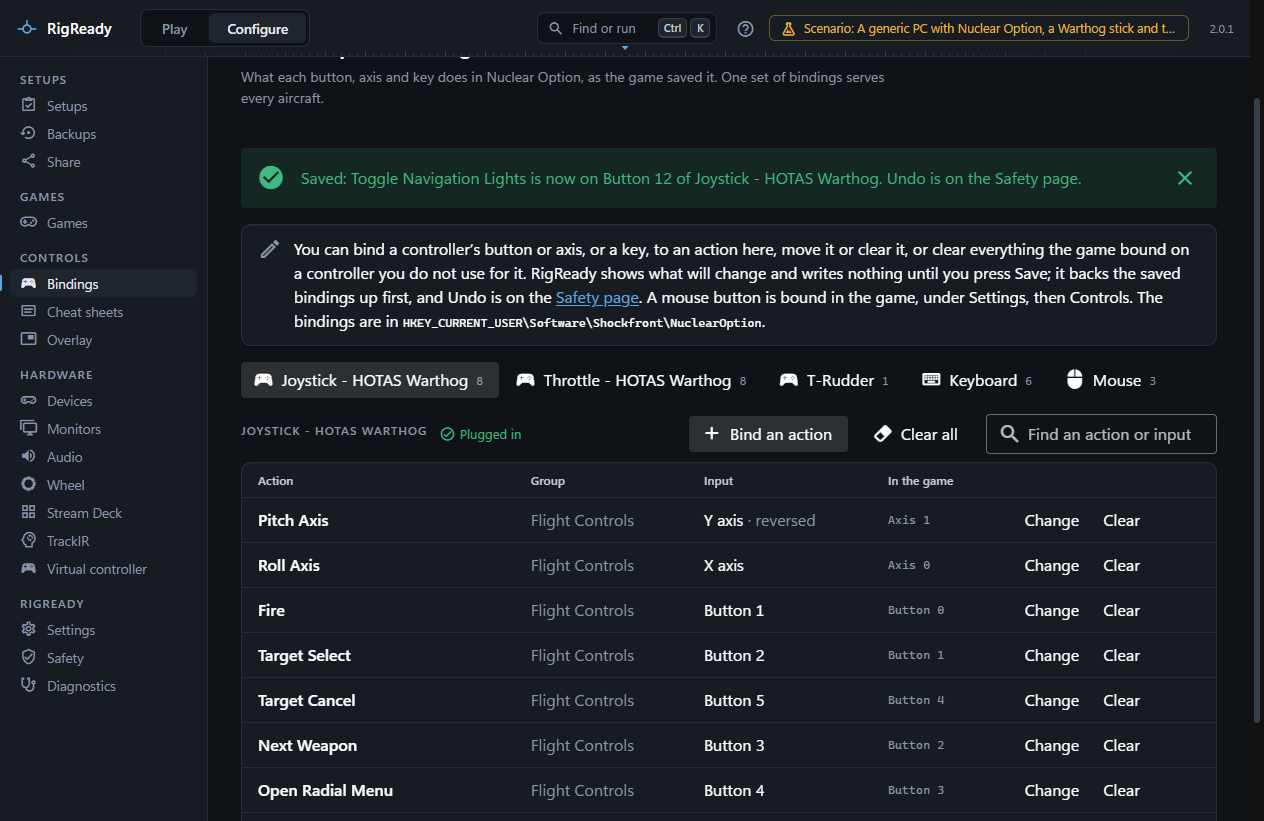 RigReady
Play
Configure
Find or run
Ctrl
K
Scenario: A generic PC with Nuclear Option, a Warthog stick and t...
2.0.1
SETUPS
Setups
Backups
Share
GAMES
Games
CONTROLS
Bindings
Cheat sheets
Overlay
HARDWARE
Devices
Monitors
Audio
Wheel
Stream Deck
TrackIR
Virtual controller
RIGREADY
Settings
Safety
Diagnostics
What each button, axis and key does in Nuclear Option, as the game saved it. One set of bindings serves
every aircraft.
Saved: Toggle Navigation Lights is now on Button 12 of Joystick - HOTAS Warthog. Undo is on the Safety page.
You can bind a controller's button or axis, or a key, to an action here, move it or clear it, or clear everything the game bound on
a controller you do not use for it. RigReady shows what will change and writes nothing until you press Save; it backs the saved
bindings up first, and Undo is on the Safety page. A mouse button is bound in the game, under Settings, then Controls. The
bindings are in HKEY_CURRENT_USER\Software\Shockfront\NuclearOption.
Joystick - HOTAS Warthog 8
Throttle - HOTAS Warthog 8
T-Rudder 1
Keyboard 6
Mouse 3
JOYSTICK - HOTAS WARTHOG
Plugged in
Bind an action
Clear all
Find an action or input
Action Group Input In the game
Pitch Axis Flight Controls Y axis · reversed Axis 1 Change Clear
Roll Axis Flight Controls X axis Axis 0 Change Clear
Fire Flight Controls Button 1 Button 0 Change Clear
Target Select Flight Controls Button 2 Button 1 Change Clear
Target Cancel Flight Controls Button 5 Button 4 Change Clear
Next Weapon Flight Controls Button 3 Button 2 Change Clear
Open Radial Menu Flight Controls Button 4 Button 3 Change Clear